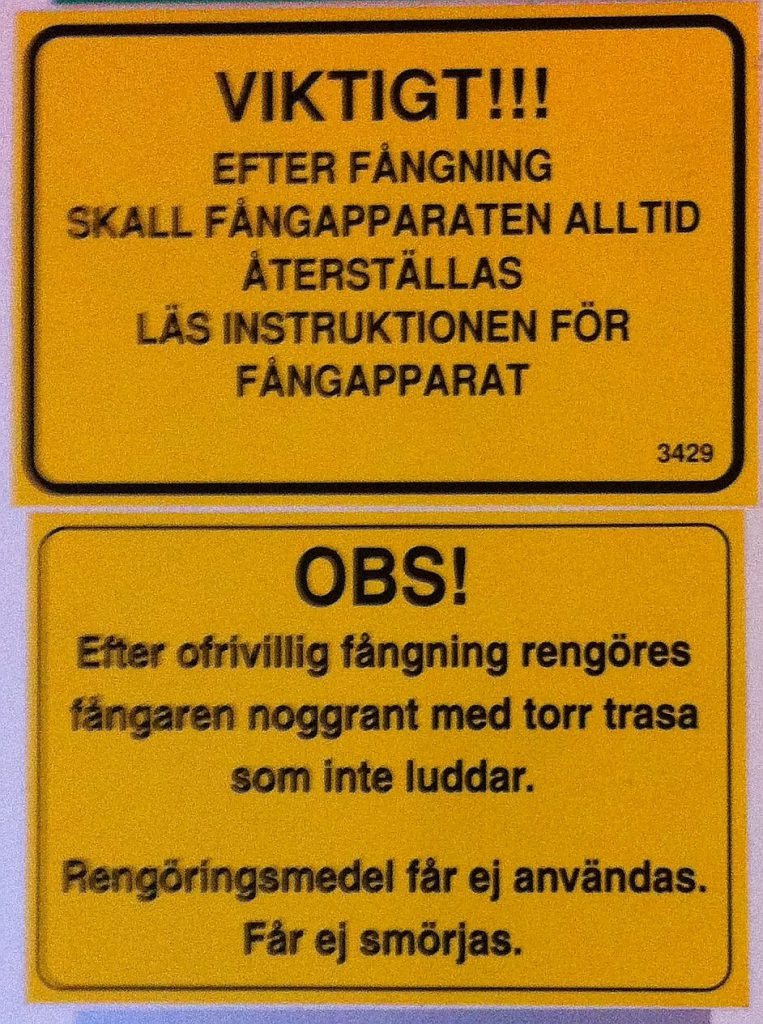 VIKTIGT!!!
EFTER FÅNGNING
SKALL FÅNGAPPARATEN ALLTID
ÅTERSTÄLLAS
LÄS INSTRUKTIONEN FÖR
FÅNGAPPARAT
3429
OBS!
Efter ofrivillig fångning rengöres
fångaren noggrant med torr trasa
som inte luddar.
Rengöringsmedel får ej användas.
Får ej smörjas.